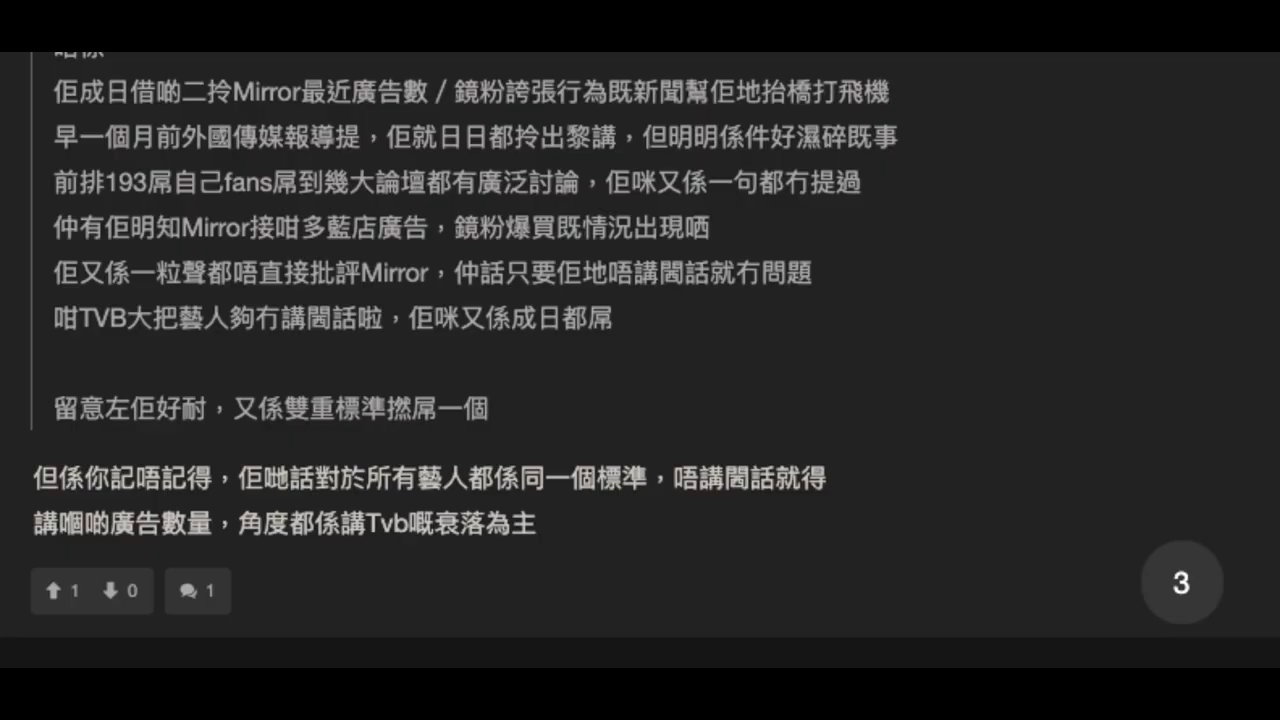 佢成日借啲二拎Mirror最近廣告數 / 鏡粉誇張行為既新聞幫佢地抬橋打飛機
早一個月前外國傳媒報導提，佢就日日都拎出黎講，但明明係件好濕碎既事
前排193屌自己fans屌到幾大論壇都有廣泛討論，佢咪又係一句都冇提過
仲有佢明知Mirror接咁多藍店廣告，鏡粉爆買既情況出現晒
佢又係一粒聲都唔直接批評Mirror，仲話只要佢地唔講閪話就冇問題
咁TVB大把藝人夠冇講閪話啦，佢咪又係成日都屌
留意左佢好耐，又係雙重標準撚屌一個
但係你記唔記得，佢哋話對於所有藝人都係同一個標準，唔講閪話就得
講嗰啲廣告數量，角度都係講Tvb嘅衰落為主
1 0 1
3